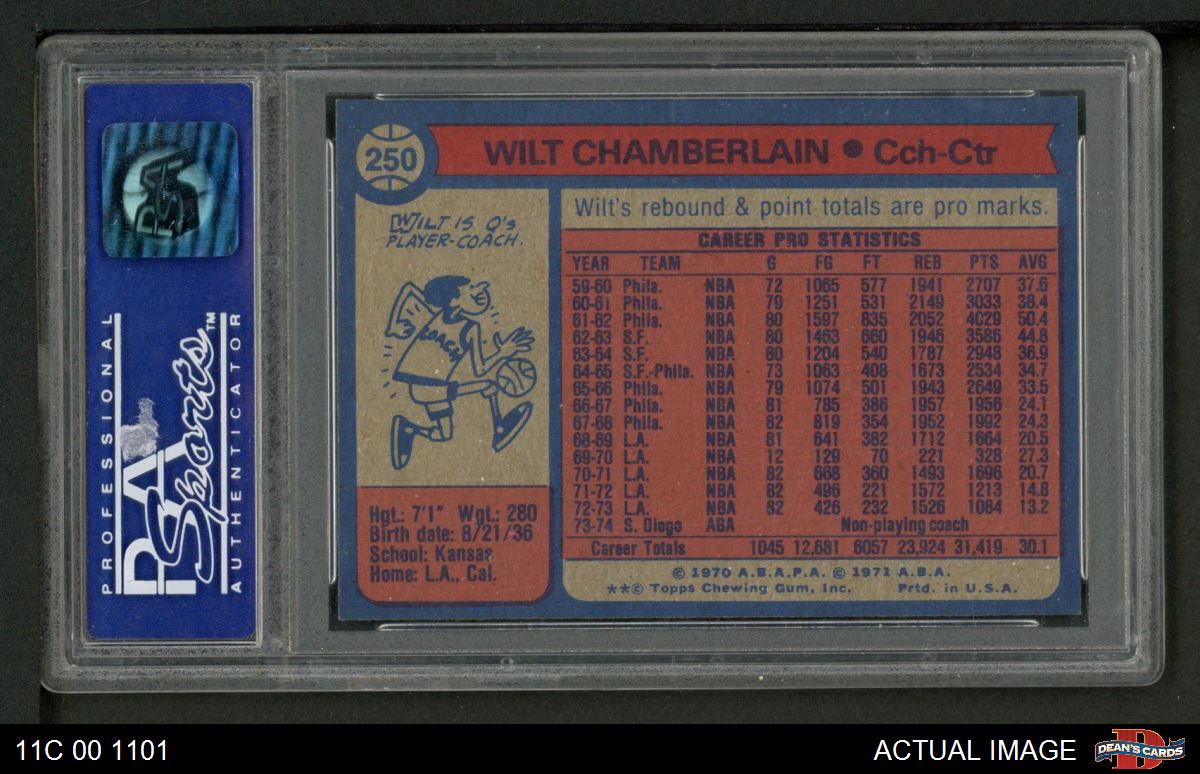 PSA
PROFESSIONAL
PSA Sports™
AUTHENTICATOR
250
WILT CHAMBERLAIN • Cch-Ctr
WILT IS Q's
PLAYER-COACH.
COACH
Wilt's rebound & point totals are pro marks.
CAREER PRO STATISTICS
YEAR TEAM G FG FT REB PTS AVG
59-60 Phila. NBA 72 1065 577 1941 2707 37.6
60-61 Phila. NBA 79 1251 531 2149 3033 38.4
61-62 Phila. NBA 80 1597 835 2052 4029 50.4
62-63 S.F. NBA 80 1463 660 1946 3586 44.8
63-64 S.F. NBA 80 1204 540 1787 2948 36.9
64-65 S.F.-Phila. NBA 73 1063 408 1673 2534 34.7
65-66 Phila. NBA 79 1074 501 1943 2649 33.5
66-67 Phila. NBA 81 785 386 1957 1956 24.1
67-68 Phila. NBA 82 819 354 1952 1992 24.3
68-69 L.A. NBA 81 641 382 1712 1664 20.5
69-70 L.A. NBA 12 129 70 221 328 27.3
70-71 L.A. NBA 82 668 360 1493 1696 20.7
71-72 L.A. NBA 82 496 221 1572 1213 14.8
72-73 L.A. NBA 82 426 232 1526 1084 13.2
73-74 S. Diego ABA Non-playing coach
Career Totals 1045 12,681 6057 23,924 31,419 30.1
Hgt.: 7'1" Wgt.: 280
Birth date: 8/21/36
School: Kansas
Home: L.A., Cal.
© 1970 A.B.A.P.A. © 1971 A.B.A.
**© Topps Chewing Gum, Inc. Prtd. in U.S.A.
11C 00 1101
ACTUAL IMAGE
D
DEAN'S CARDS